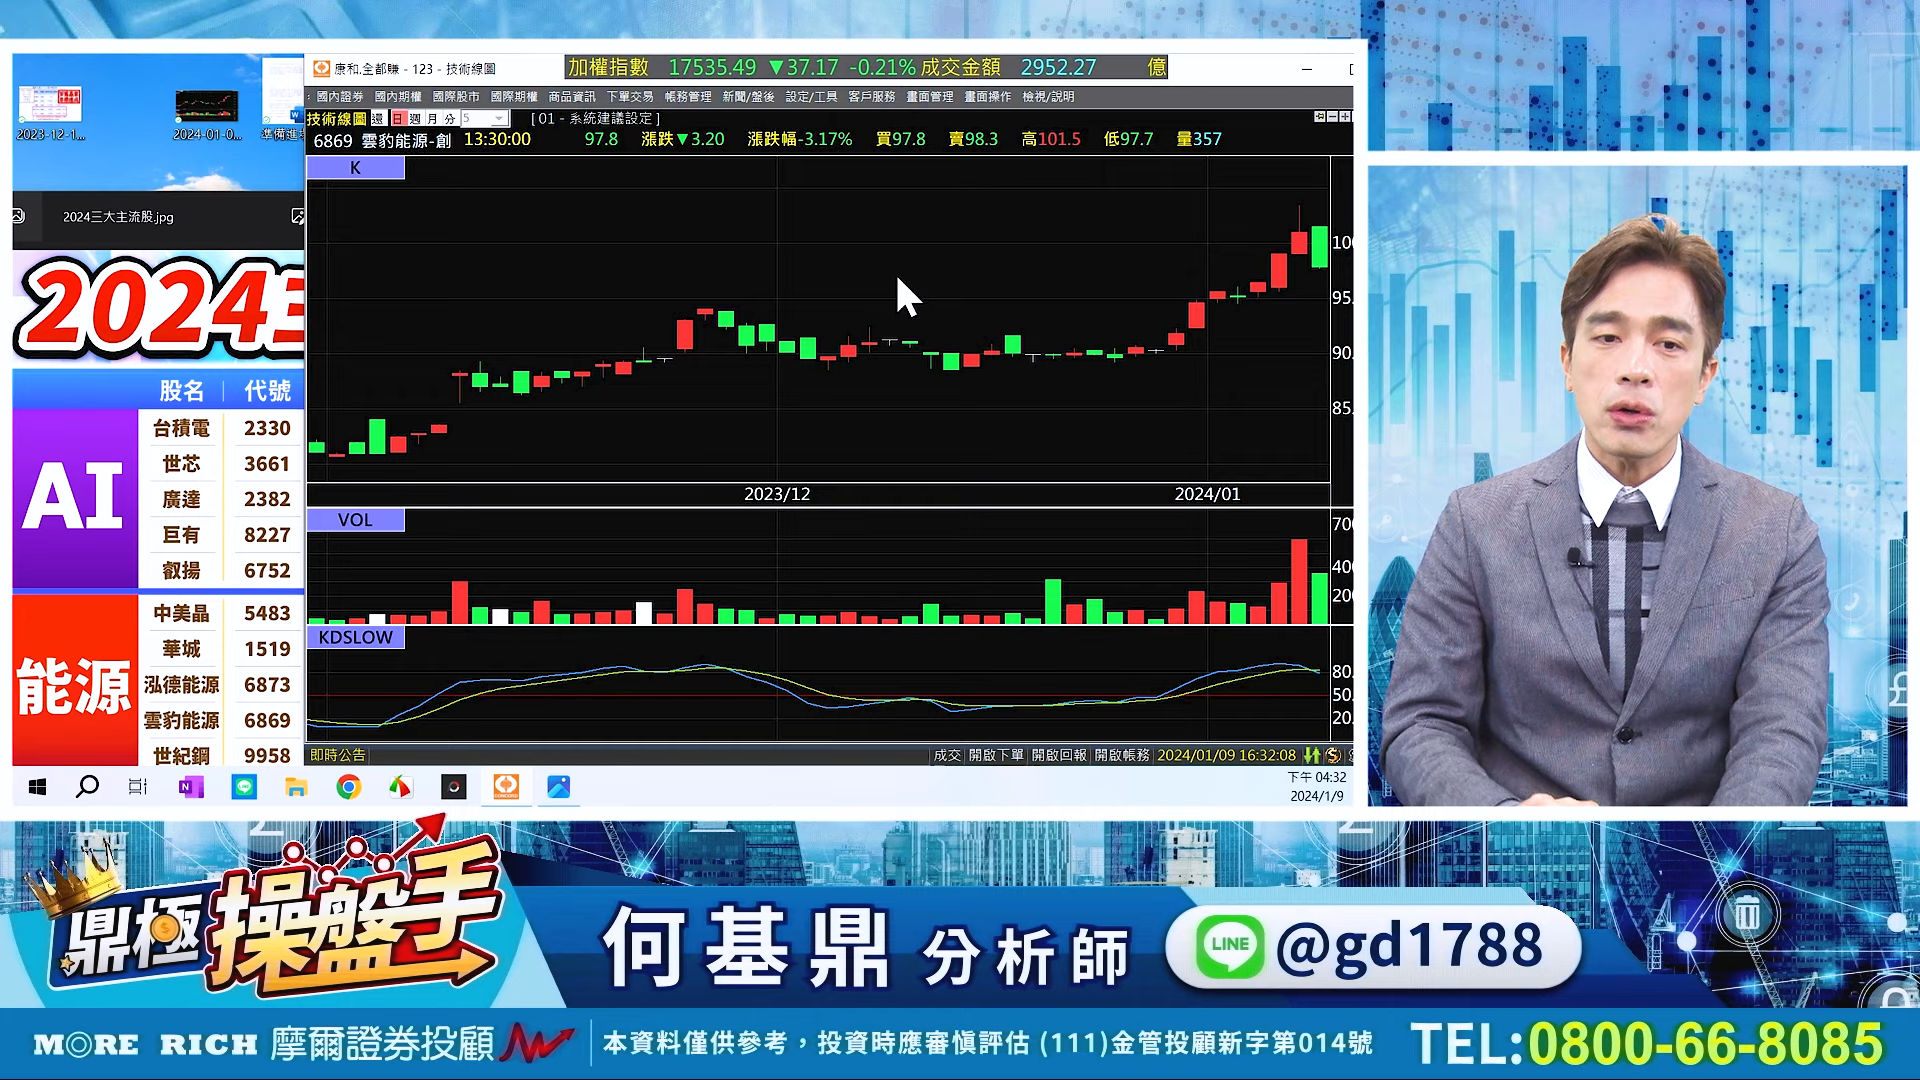 2023-12-1...
2024-01-0...
準備進場
2024三大主流股.jpg
2024
股名 代號
AI
台積電 2330
世芯 3661
廣達 2382
巨有 8227
叡揚 6752
能源
中美晶 5483
華城 1519
泓德能源 6873
雲豹能源 6869
世紀鋼 9958
康和.全都賺 - 123 - 技術線圖
加權指數 17535.49 ▼37.17 -0.21% 成交金額 2952.27 億
國內證券 國內期權 國際股市 國際期權 商品資訊 下單交易 帳務管理 新聞/盤後 設定/工具 客戶服務 畫面管理 畫面操作 檢視/說明
技術線圖 還 日 週 月 分 5 [ 01 - 系統建議設定 ]
6869 雲豹能源-創 13:30:00 97.8 漲跌▼3.20 漲跌幅-3.17% 買97.8 賣98.3 高101.5 低97.7 量357
K
95.
90.
85.
2023/12 2024/01
VOL
KDSLOW
80.
50.
20.
即時公告 成交 開啟下單 開啟回報 開啟帳務 2024/01/09 16:32:08
下午 04:32
2024/1/9
鼎極操盤手
何基鼎 分析師
LINE @gd1788
MORE RICH 摩爾證券投顧
本資料僅供參考，投資時應審慎評估 (111)金管投顧新字第014號
TEL:0800-66-8085